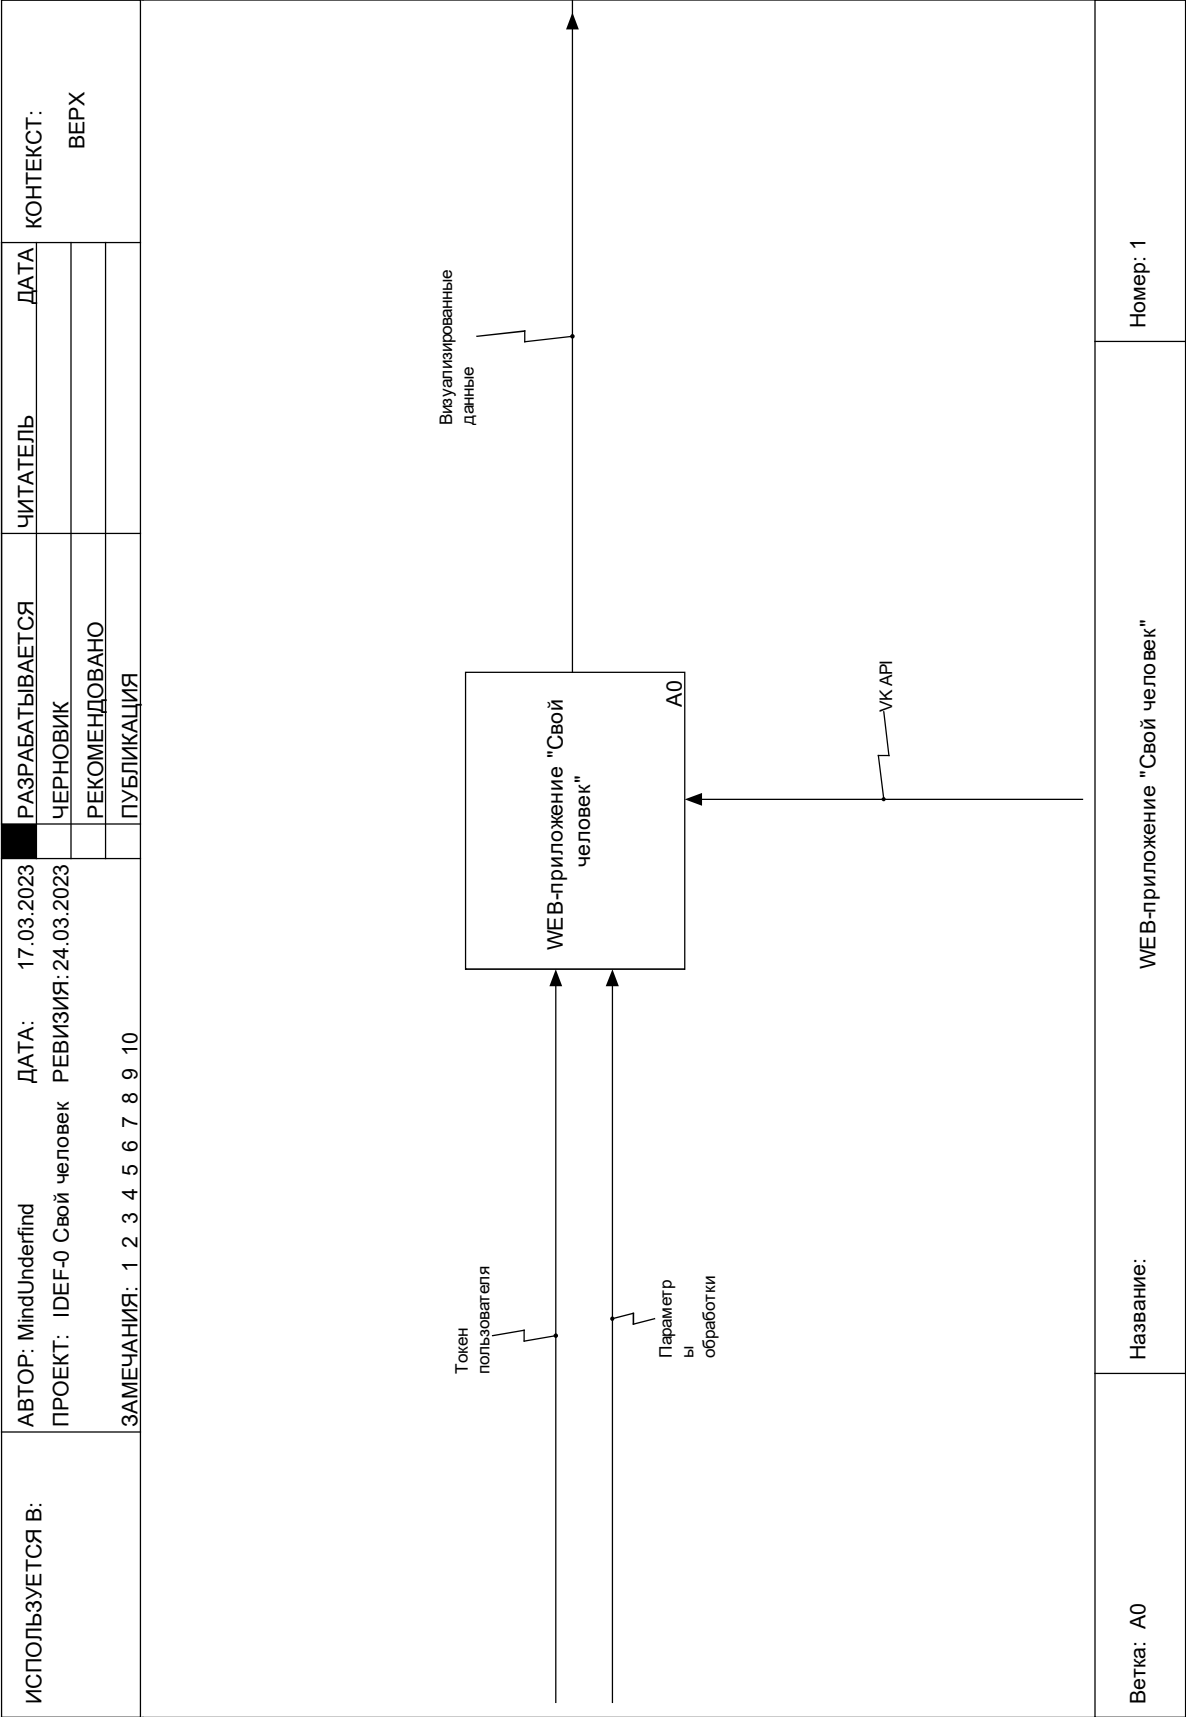 ИСПОЛЬЗУЕТСЯ В:
АВТОР: MindUnderfind
ДАТА: 17.03.2023
ПРОЕКТ: IDEF-0 Свой человек
РЕВИЗИЯ: 24.03.2023
ЗАМЕЧАНИЯ: 1 2 3 4 5 6 7 8 9 10
РАЗРАБАТЫВАЕТСЯ
ЧЕРНОВИК
РЕКОМЕНДОВАНО
ПУБЛИКАЦИЯ
ЧИТАТЕЛЬ
ДАТА
КОНТЕКСТ:
ВЕРХ
Визуализированные
данные
Токен
пользователя
WEB-приложение "Свой
человек"
A0
Параметр
ы
обработки
VK API
Ветка: A0
Название:
WEB-приложение "Свой человек"
Номер: 1